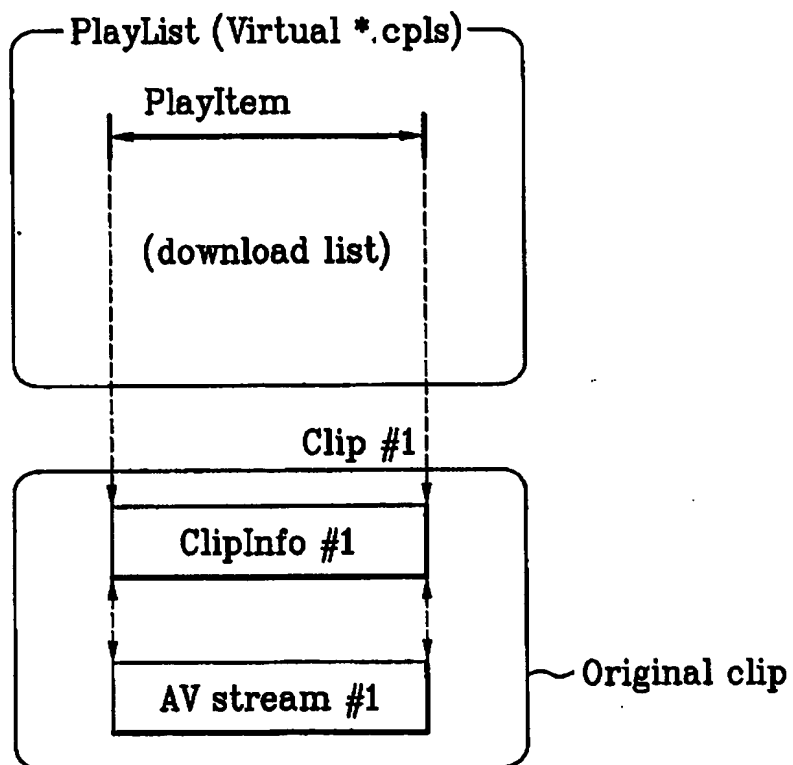 PlayList (Virtual *.cpls)
PlayItem
(download list)
Clip #1
ClipInfo #1
AV stream #1
Original clip